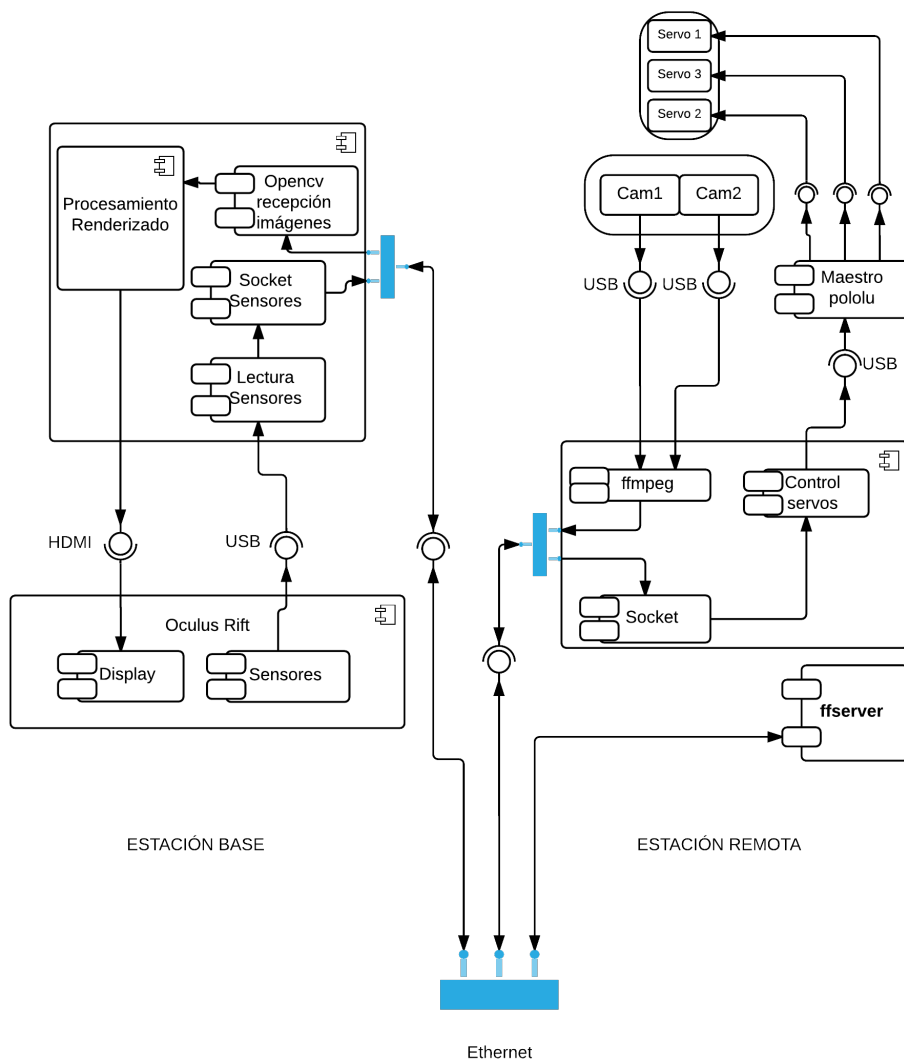 Servo 1
Servo 3
Servo 2
Cam1
Cam2
USB
USB
Maestro
pololu
USB
Procesamiento
Renderizado
Opencv
recepción
imágenes
Socket
Sensores
Lectura
Sensores
HDMI
USB
ffmpeg
Control
servos
Socket
Oculus Rift
Display
Sensores
ffserver
ESTACIÓN BASE
ESTACIÓN REMOTA
Ethernet